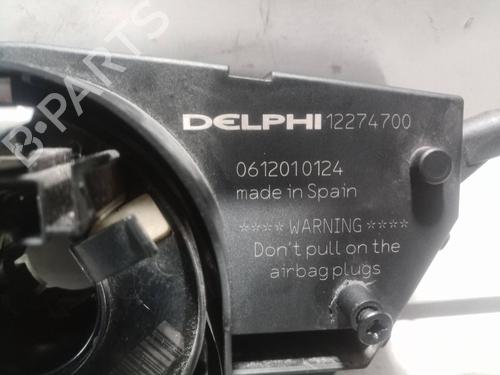 B-PARTS
DELPHI 12274700
0612010124
made in Spain
**** WARNING ****
Don't pull on the
airbag plugs